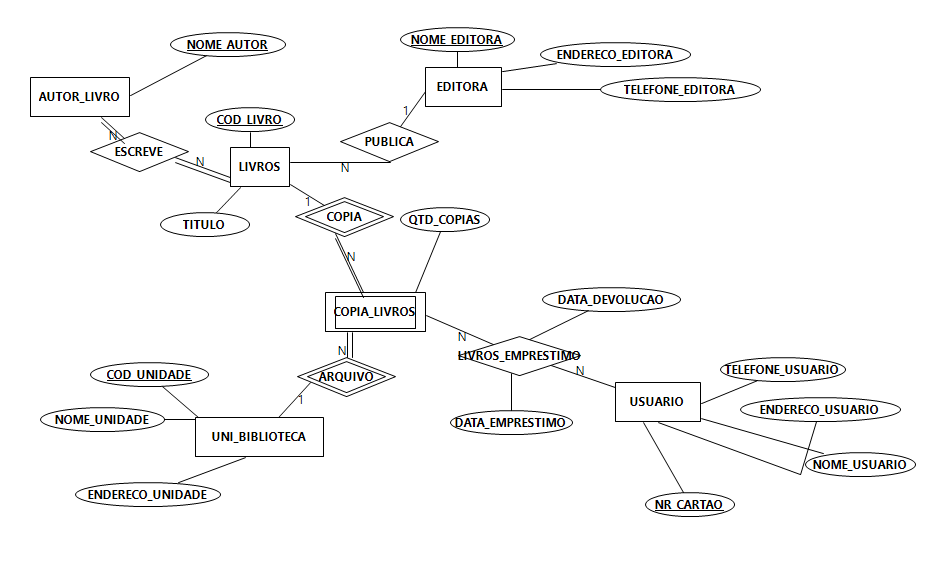 NOME_AUTOR
NOME_EDITORA
ENDERECO_EDITORA
EDITORA
TELEFONE_EDITORA
AUTOR_LIVRO
1
COD_LIVRO
N
PUBLICA
ESCREVE
N
LIVROS
N
1
COPIA
QTD_COPIAS
TITULO
N
DATA_DEVOLUCAO
COPIA_LIVROS
N
N
LIVROS_EMPRESTIMO
N
TELEFONE_USUARIO
COD_UNIDADE
ARQUIVO
1
USUARIO
ENDERECO_USUARIO
NOME_UNIDADE
DATA_EMPRESTIMO
UNI_BIBLIOTECA
NOME_USUARIO
ENDERECO_UNIDADE
NR_CARTAO